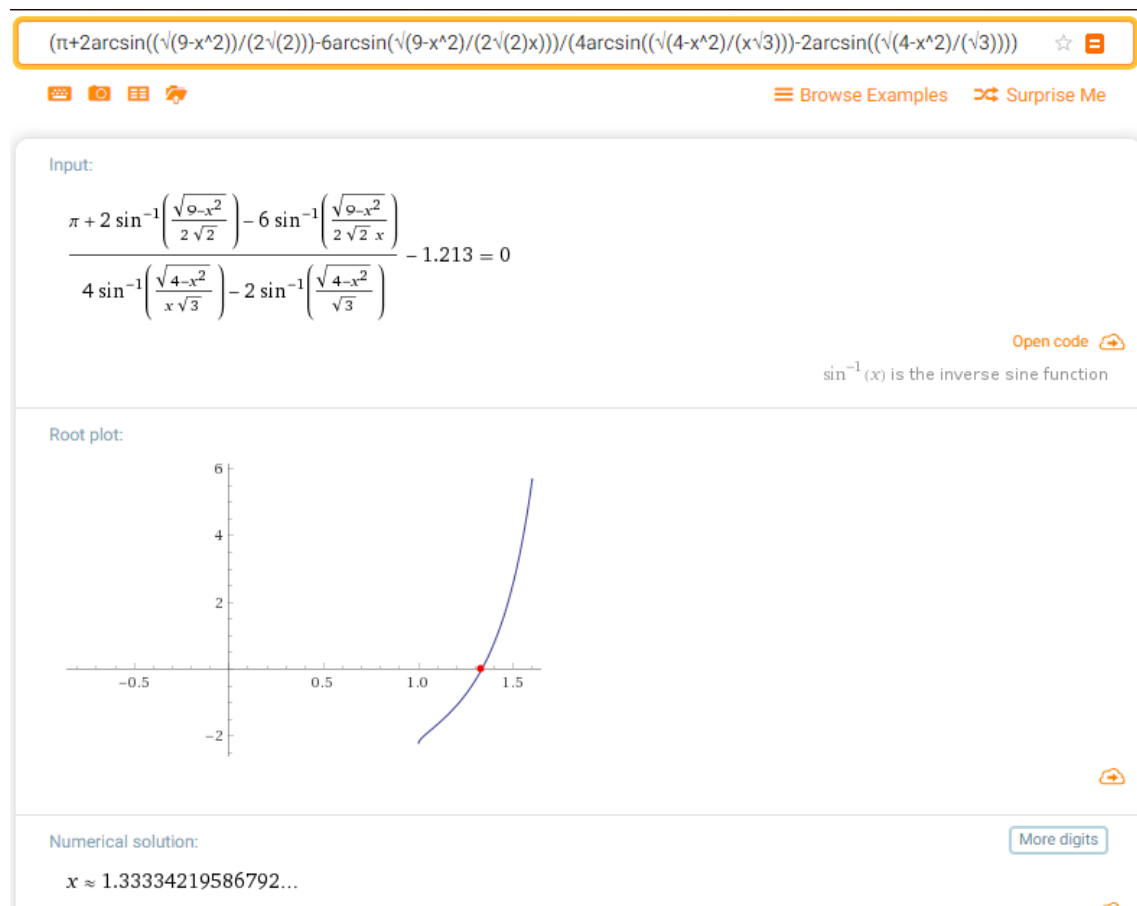 (π+2arcsin((√(9-x^2))/(2√(2)))-6arcsin(√(9-x^2)/(2√(2)x)))/(4arcsin((√(4-x^2)/(x√3)))-2arcsin((√(4-x^2)/(√3))))
Browse Examples Surprise Me
Input:
(π + 2 sin⁻¹(√(9-x²) / (2 √2)) - 6 sin⁻¹(√(9-x²) / (2 √2 x))) / (4 sin⁻¹(√(4-x²) / (x √3)) - 2 sin⁻¹(√(4-x²) / √3)) - 1.213 = 0
Open code
sin⁻¹(x) is the inverse sine function
Root plot:
6
4
2
-0.5 0.5 1.0 1.5
-2
Numerical solution: More digits
x ≈ 1.33334219586792...